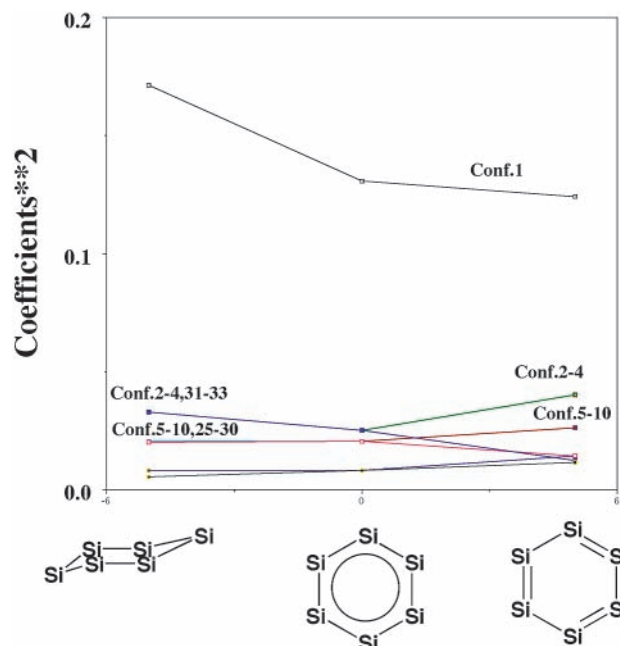 0.2
Conf.1
Coefficients**2
0.1
Conf.2-4
Conf.2-4,31-33
Conf.5-10
Conf.5-10,25-30
0.0
-6 0 6
Si Si Si
Si Si Si
Si Si
Si Si
Si
Si
Si S
Si S
Si